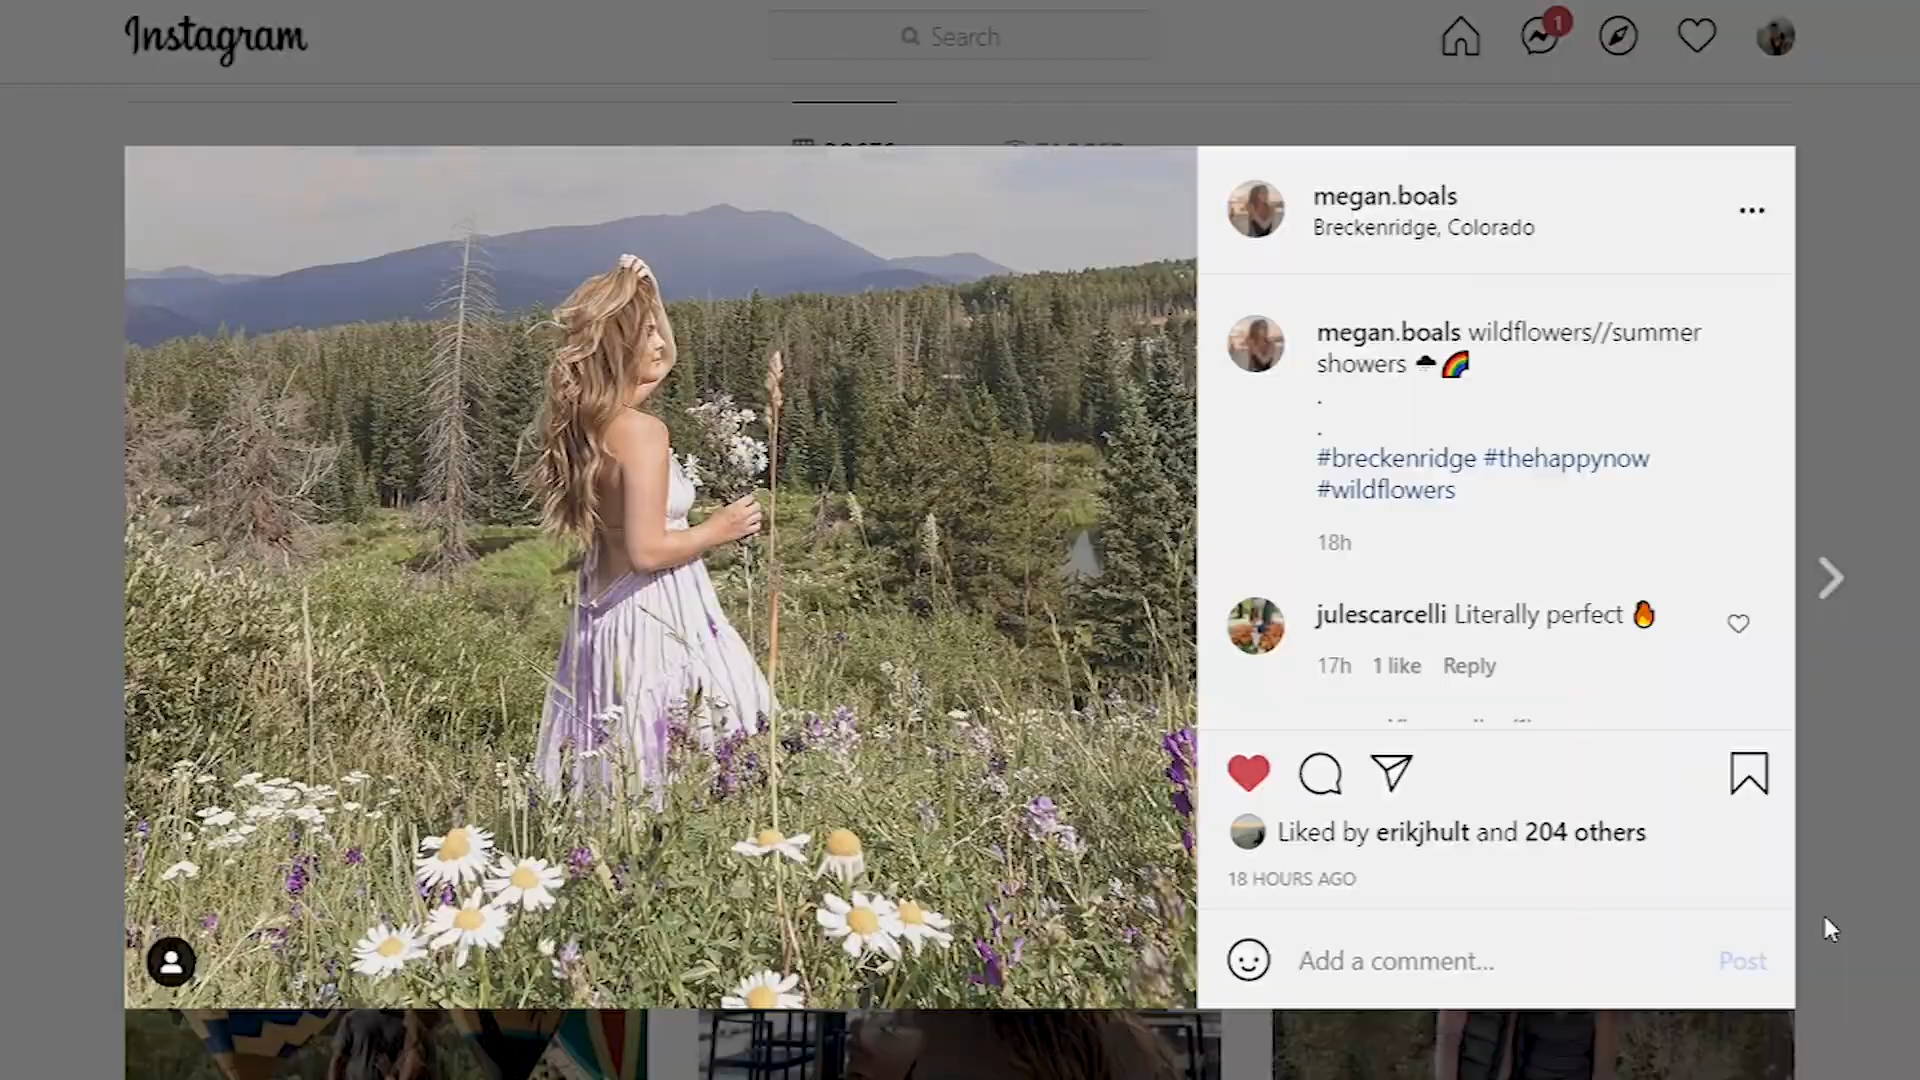 Instagram
Search
1
megan.boals
Breckenridge, Colorado
megan.boals wildflowers//summer
showers 🌧🌈
.
.
#breckenridge #thehappynow
#wildflowers
18h
julescarcelli Literally perfect 🔥
17h 1 like Reply
Liked by erikjhult and 204 others
18 HOURS AGO
Add a comment...
Post